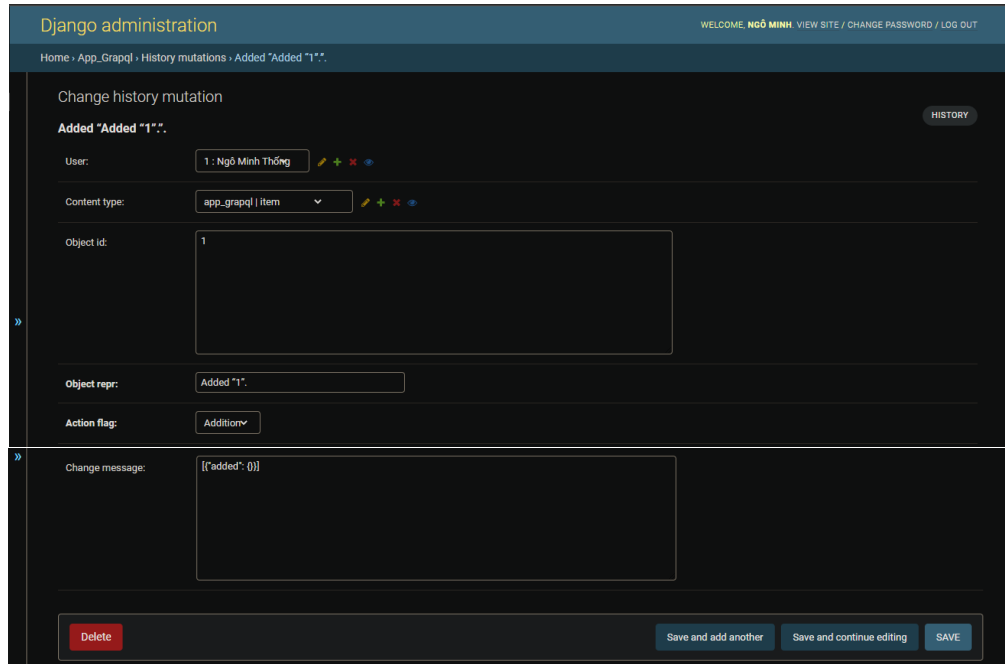 Django administration
WELCOME, NGÔ MINH. VIEW SITE / CHANGE PASSWORD / LOG OUT
Home › App_Grapql › History mutations › Added “Added “1”.”.
Change history mutation
HISTORY
Added “Added “1”.”.
User:
1 : Ngô Minh Thống
Content type:
app_grapql | item
Object id:
1
»
Object repr:
Added “1”.
Action flag:
Addition
»
Change message:
[{"added": {}}]
Delete
Save and add another
Save and continue editing
SAVE